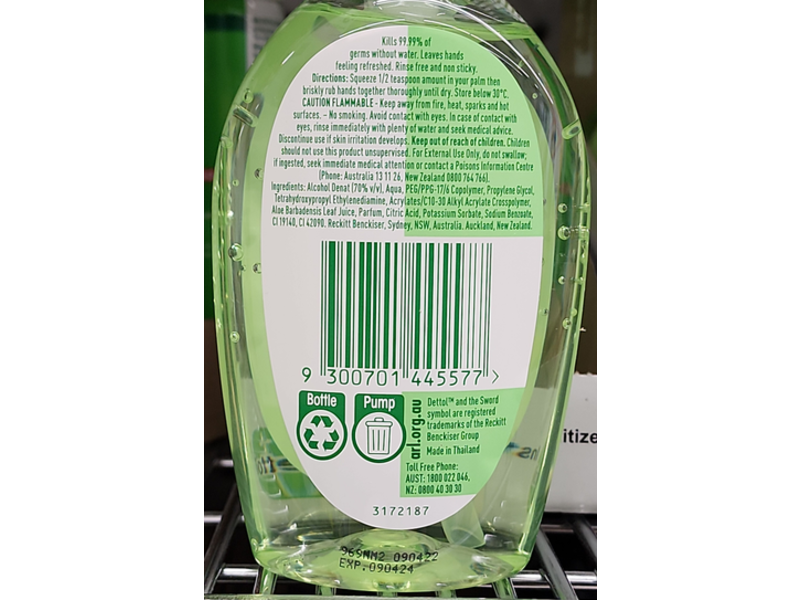 Kills 99.99% of
germs without water. Leaves hands
feeling refreshed. Rinse free and non sticky.
Directions: Squeeze 1/2 teaspoon amount in your palm then
briskly rub hands together thoroughly until dry. Store below 30°C.
CAUTION FLAMMABLE - Keep away from fire, heat, sparks and hot
surfaces. – No smoking. Avoid contact with eyes. In case of contact with
eyes, rinse immediately with plenty of water and seek medical advice.
Discontinue use if skin irritation develops. Keep out of reach of children. Children
should not use this product unsupervised. For External Use Only, do not swallow;
if ingested, seek immediate medical attention or contact a Poisons Information Centre
(Phone: Australia 13 11 26, New Zealand 0800 764 766).
Ingredients: Alcohol Denat (70% v/v), Aqua, PEG/PPG-17/6 Copolymer, Propylene Glycol,
Tetrahydroxypropyl Ethylenediamine, Acrylates/C10-30 Alkyl Acrylate Crosspolymer,
Aloe Barbadensis Leaf Juice, Parfum, Citric Acid, Potassium Sorbate, Sodium Benzoate,
CI 19140, CI 42090. Reckitt Benckiser, Sydney, NSW, Australia. Auckland, New Zealand.
9 300701 445577 >
Bottle
Pump
arl.org.au
Dettol™ and the Sword
symbol are registered
trademarks of the Reckitt
Benckiser Group
Made in Thailand
Toll Free Phone:
AUST: 1800 022 046,
NZ: 0800 40 30 30
3172187
969MM2 090422
EXP.090424
itize